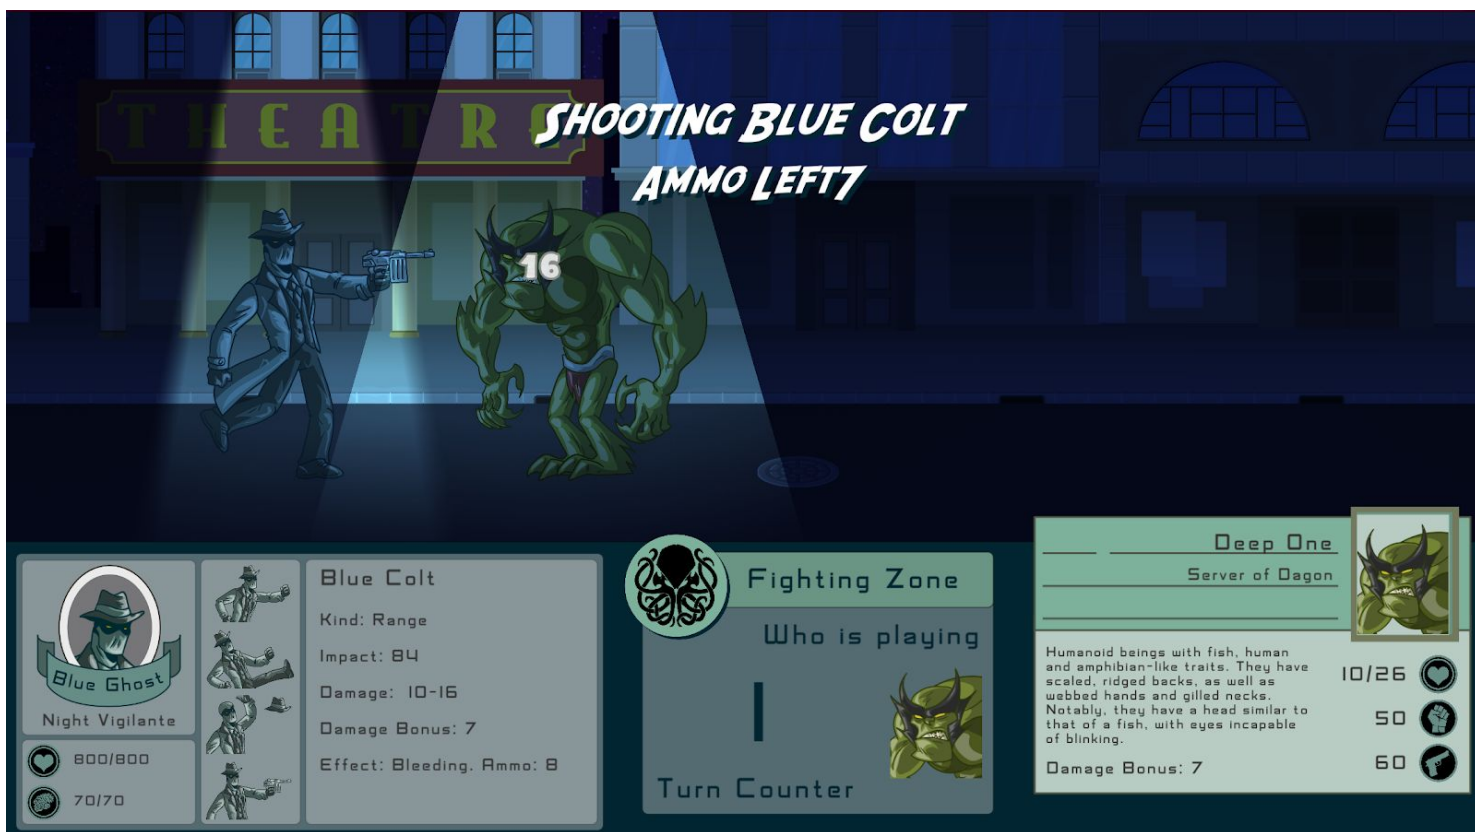 THEATRE
SHOOTING BLUE COLT
AMMO LEFT7
16
Blue Ghost
Night Vigilante
800/800
70/70
Blue Colt
Kind: Range
Impact: 84
Damage: 10-16
Damage Bonus: 7
Effect: Bleeding. Ammo: 8
Fighting Zone
Who is playing
1
Turn Counter
Deep One
Server of Dagon
Humanoid beings with fish, human
and amphibian-like traits. They have
scaled, ridged backs, as well as
webbed hands and gilled necks.
Notably, they have a head similar to
that of a fish, with eyes incapable
of blinking.
Damage Bonus: 7
10/26
50
60